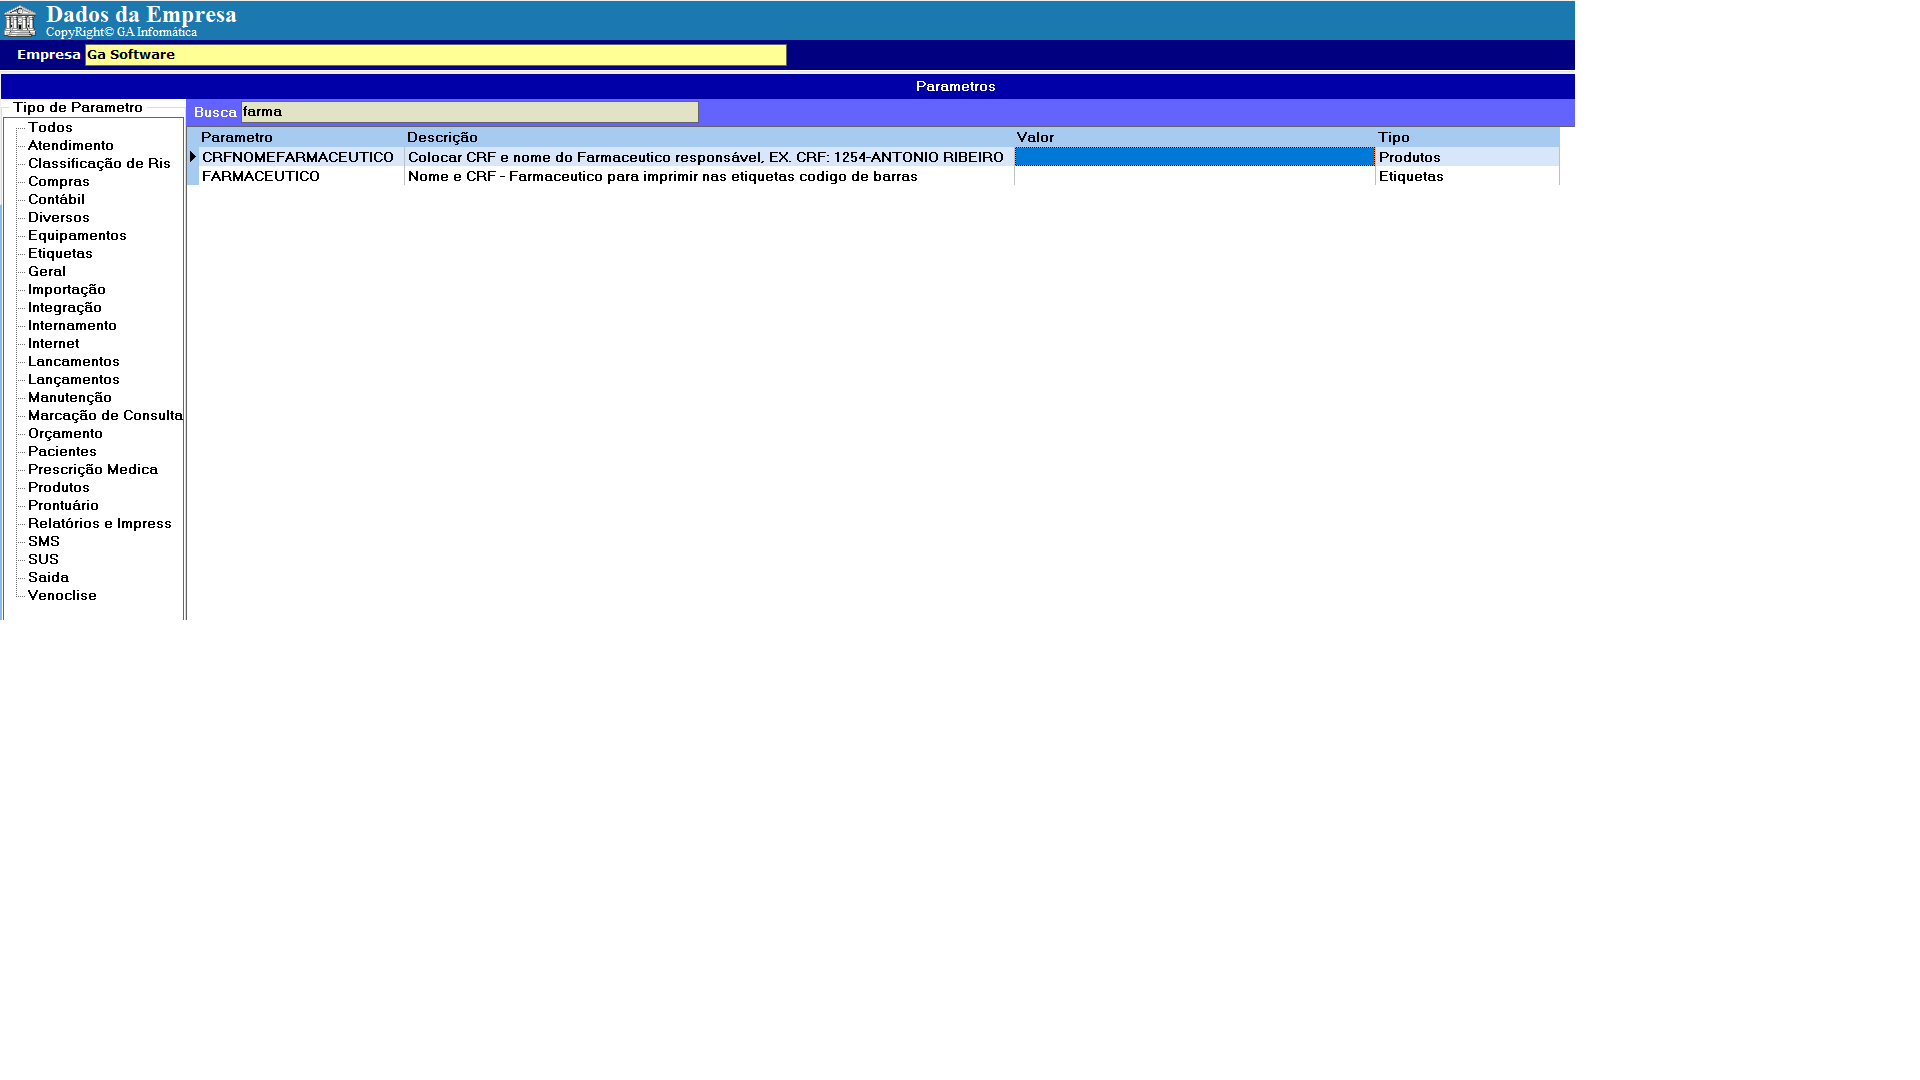 Dados da Empresa
CopyRight© GA Informática
Empresa Ga Software
Parametros
Tipo de Parametro
Todos
Atendimento
Classificação de Ris
Compras
Contábil
Diversos
Equipamentos
Etiquetas
Geral
Importação
Integração
Internamento
Internet
Lancamentos
Lançamentos
Manutenção
Marcação de Consulta
Orçamento
Pacientes
Prescrição Medica
Produtos
Prontuário
Relatórios e Impress
SMS
SUS
Saida
Venoclise
Busca farma
Parametro Descrição Valor Tipo
CRFNOMEFARMACEUTICO Colocar CRF e nome do Farmaceutico responsável, EX. CRF: 1254-ANTONIO RIBEIRO Produtos
FARMACEUTICO Nome e CRF - Farmaceutico para imprimir nas etiquetas codigo de barras Etiquetas